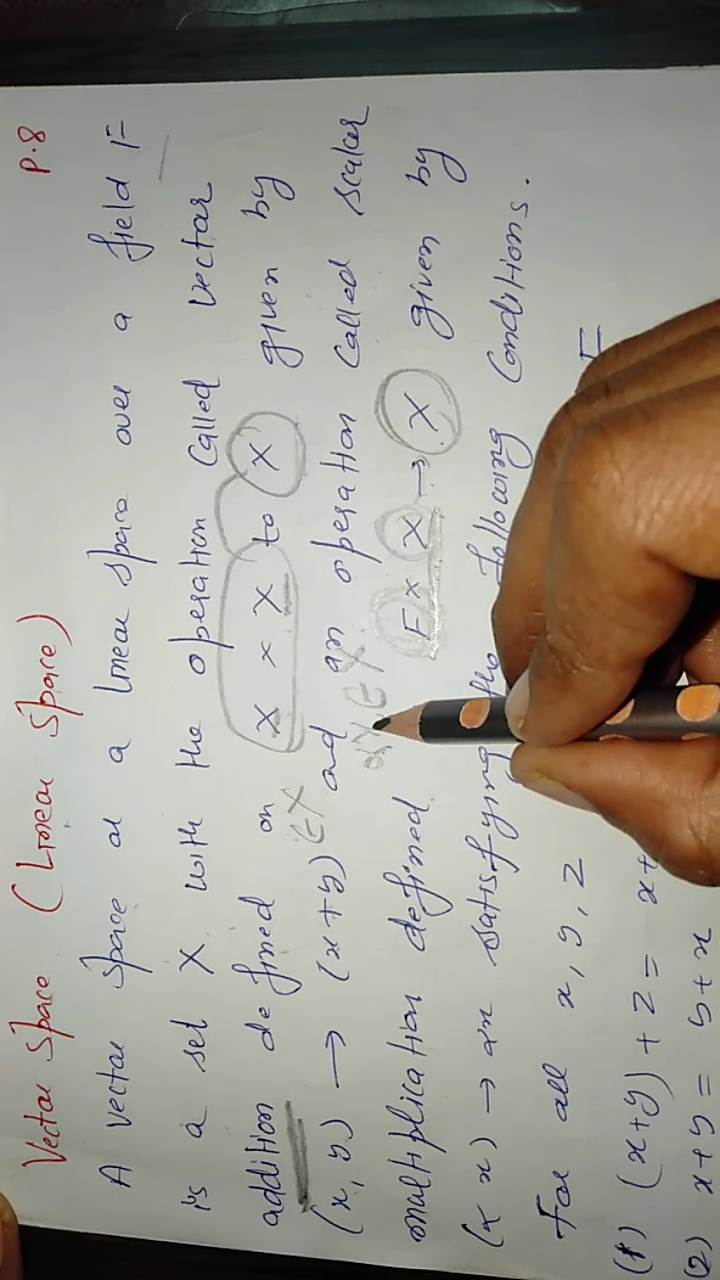 P.8
Vector Space (Linear Space)
A vector space or a linear space over a field F
is a set X with the operation called vector
addition defined on X × X to X given by
(x, y) → (x+y) ∈ X and an operation called scalar
αx ∈ X
multiplication defined F × X → X given by
(α x) → αx satisfying the following conditions.
For all x, y, z F
(1) (x+y) + z = x+
(2) x+y = y+x